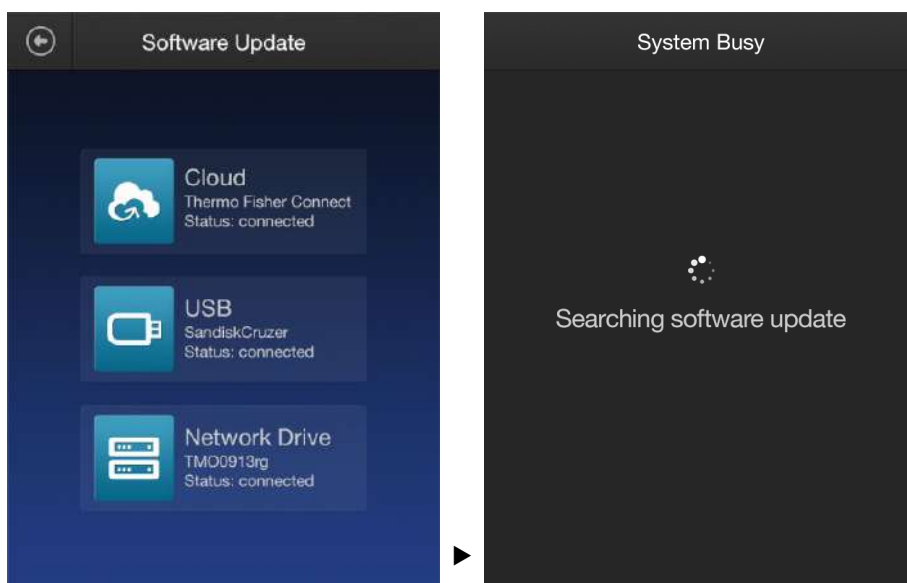 Software Update
Cloud
Thermo Fisher Connect
Status: connected
USB
SandiskCruzer
Status: connected
Network Drive
TMO0913rg
Status: connected
System Busy
Searching software update